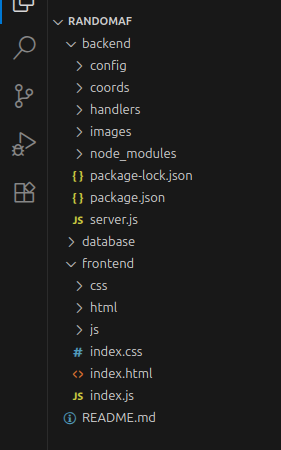 RANDOMAF
backend
config
coords
handlers
images
node_modules
{ } package-lock.json
{ } package.json
JS server.js
database
frontend
css
html
js
# index.css
<> index.html
JS index.js
README.md